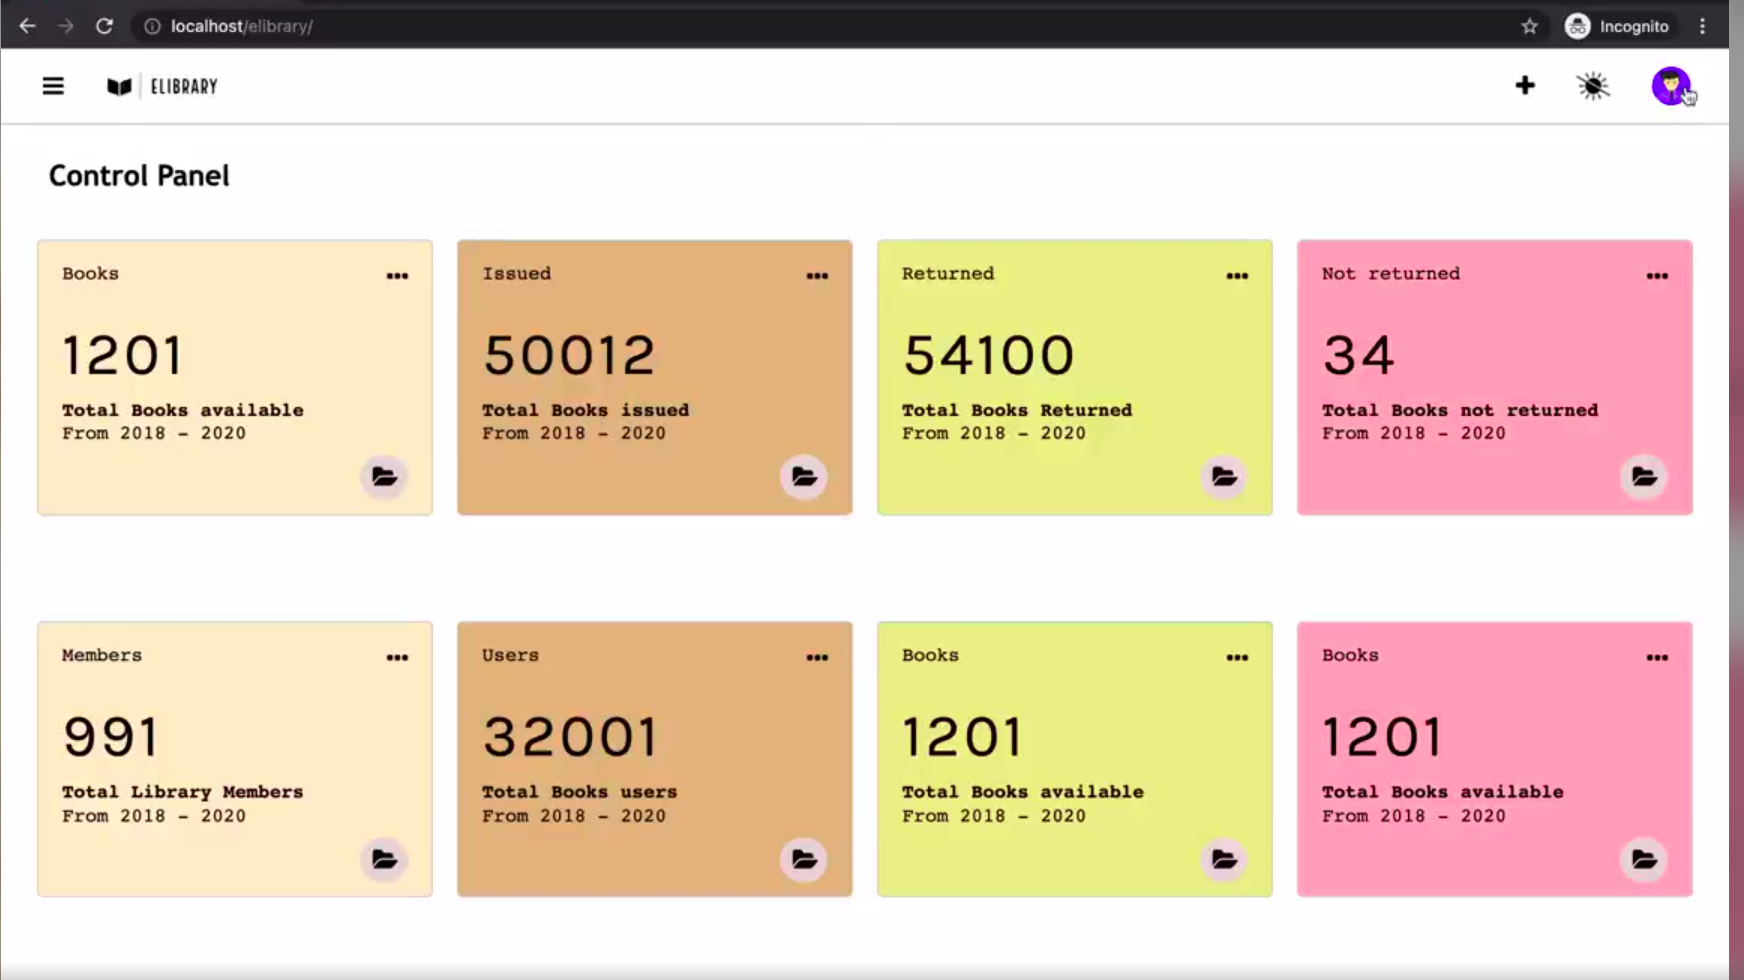 localhost/elibrary/
Incognito
ELIBRARY
Control Panel
Books
1201
Total Books available
From 2018 - 2020
Issued
50012
Total Books issued
From 2018 - 2020
Returned
54100
Total Books Returned
From 2018 - 2020
Not returned
34
Total Books not returned
From 2018 - 2020
Members
991
Total Library Members
From 2018 - 2020
Users
32001
Total Books users
From 2018 - 2020
Books
1201
Total Books available
From 2018 - 2020
Books
1201
Total Books available
From 2018 - 2020